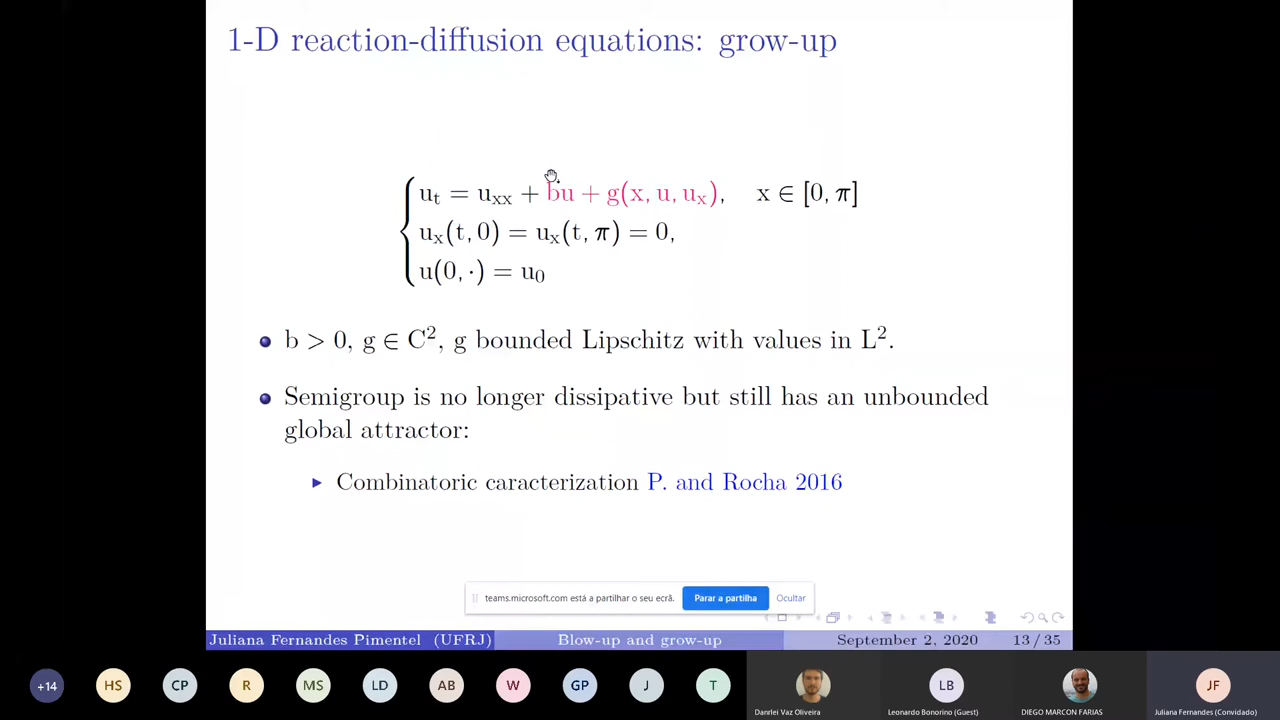 1-D reaction-diffusion equations: grow-up
u_t = u_xx + bu + g(x, u, u_x),   x ∈ [0, π]
u_x(t, 0) = u_x(t, π) = 0,
u(0, ·) = u_0
b > 0, g ∈ C², g bounded Lipschitz with values in L².
Semigroup is no longer dissipative but still has an unbounded
global attractor:
Combinatoric caracterization P. and Rocha 2016
teams.microsoft.com está a partilhar o seu ecrã. Parar a partilha Ocultar
Juliana Fernandes Pimentel (UFRJ) Blow-up and grow-up September 2, 2020 13 / 35
+14 HS CP R MS LD AB W GP J T LB JF
Danrlei Vaz Oliveira Leonardo Bonorino (Guest) DIEGO MARCON FARIAS Juliana Fernandes (Convidado)